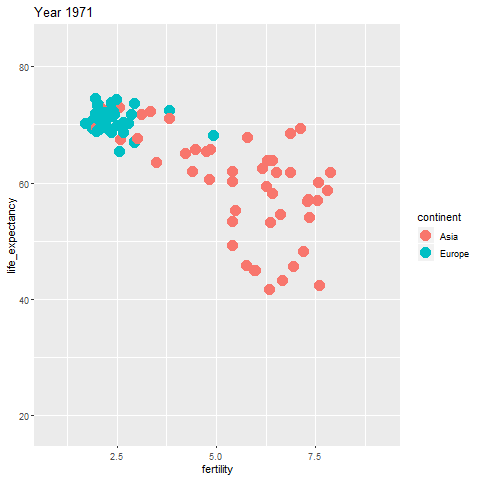 Year 1971
80
60
40
20
life_expectancy
2.5
5.0
7.5
fertility
continent
Asia
Europe